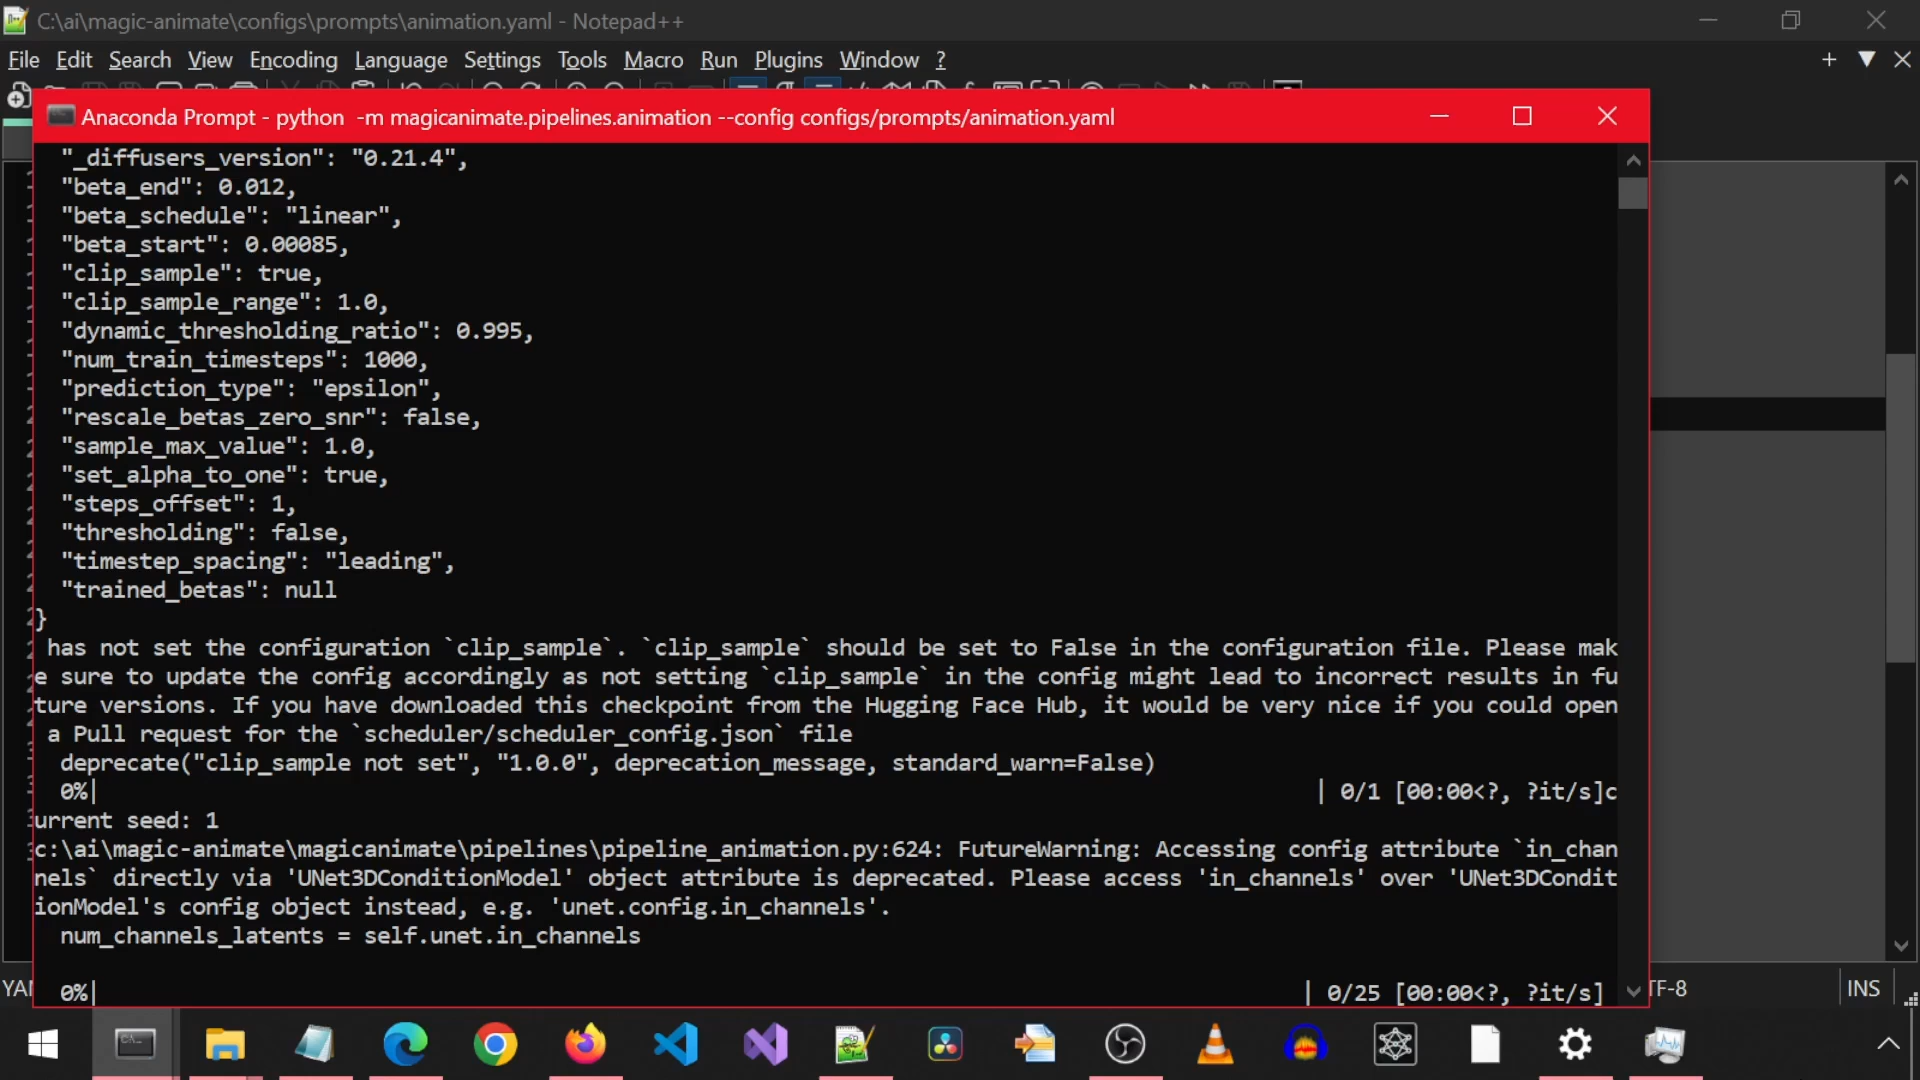 C:\ai\magic-animate\configs\prompts\animation.yaml - Notepad++
File Edit Search View Encoding Language Settings Tools Macro Run Plugins Window ?
Anaconda Prompt - python  -m magicanimate.pipelines.animation --config configs/prompts/animation.yaml
"_diffusers_version": "0.21.4",
"beta_end": 0.012,
"beta_schedule": "linear",
"beta_start": 0.00085,
"clip_sample": true,
"clip_sample_range": 1.0,
"dynamic_thresholding_ratio": 0.995,
"num_train_timesteps": 1000,
"prediction_type": "epsilon",
"rescale_betas_zero_snr": false,
"sample_max_value": 1.0,
"set_alpha_to_one": true,
"steps_offset": 1,
"thresholding": false,
"timestep_spacing": "leading",
"trained_betas": null
}
has not set the configuration `clip_sample`. `clip_sample` should be set to False in the configuration file. Please mak
e sure to update the config accordingly as not setting `clip_sample` in the config might lead to incorrect results in fu
ture versions. If you have downloaded this checkpoint from the Hugging Face Hub, it would be very nice if you could open
a Pull request for the `scheduler/scheduler_config.json` file
deprecate("clip_sample not set", "1.0.0", deprecation_message, standard_warn=False)
0%| | 0/1 [00:00<?, ?it/s]c
urrent seed: 1
c:\ai\magic-animate\magicanimate\pipelines\pipeline_animation.py:624: FutureWarning: Accessing config attribute `in_chan
nels` directly via 'UNet3DConditionModel' object attribute is deprecated. Please access 'in_channels' over 'UNet3DCondit
ionModel's config object instead, e.g. 'unet.config.in_channels'.
num_channels_latents = self.unet.in_channels
0%| | 0/25 [00:00<?, ?it/s]
YA TF-8 INS